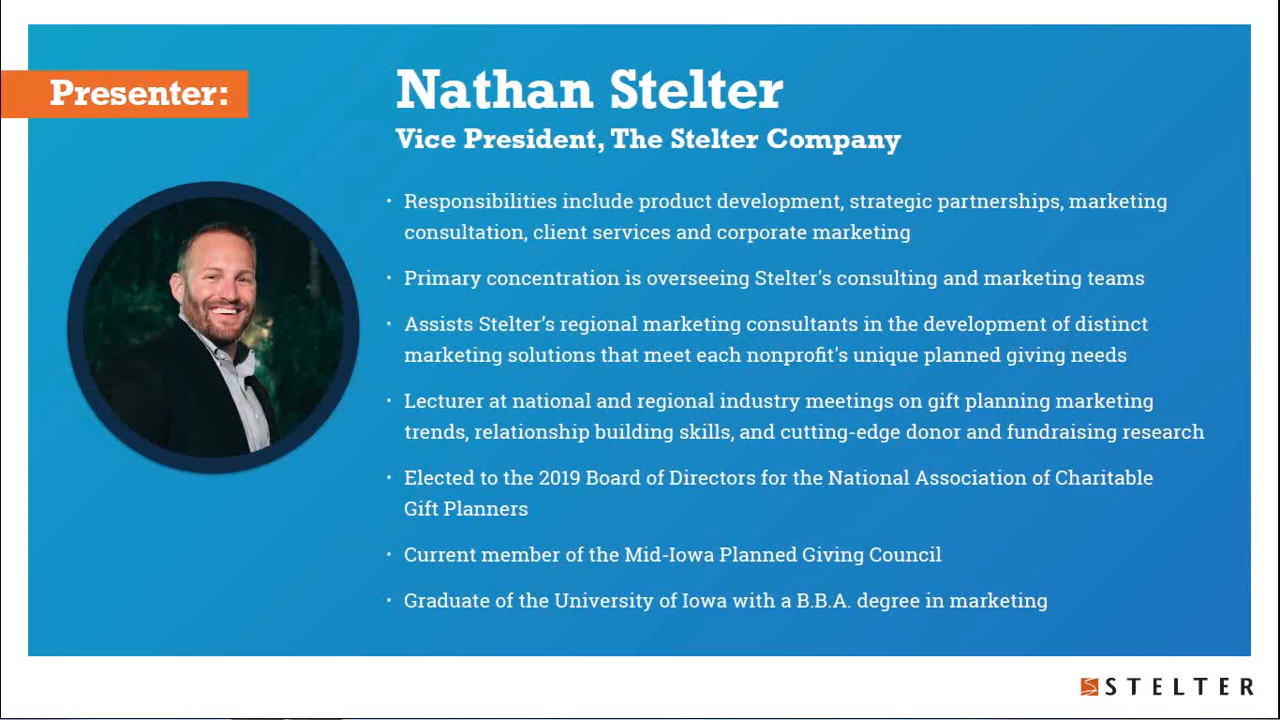 Presenter:
Nathan Stelter
Vice President, The Stelter Company
· Responsibilities include product development, strategic partnerships, marketing
consultation, client services and corporate marketing
· Primary concentration is overseeing Stelter's consulting and marketing teams
· Assists Stelter’s regional marketing consultants in the development of distinct
marketing solutions that meet each nonprofit's unique planned giving needs
· Lecturer at national and regional industry meetings on gift planning marketing
trends, relationship building skills, and cutting-edge donor and fundraising research
· Elected to the 2019 Board of Directors for the National Association of Charitable
Gift Planners
· Current member of the Mid-Iowa Planned Giving Council
· Graduate of the University of Iowa with a B.B.A. degree in marketing
STELTER